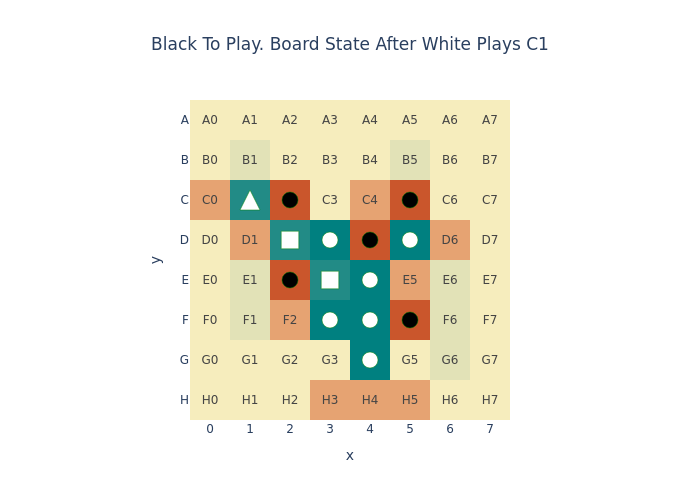 Black To Play. Board State After White Plays C1
A A0 A1 A2 A3 A4 A5 A6 A7
B B0 B1 B2 B3 B4 B5 B6 B7
C C0 C3 C4 C6 C7
D D0 D1 D6 D7
E E0 E1 E5 E6 E7
F F0 F1 F2 F6 F7
G G0 G1 G2 G3 G5 G6 G7
H H0 H1 H2 H3 H4 H5 H6 H7
0 1 2 3 4 5 6 7
x
y